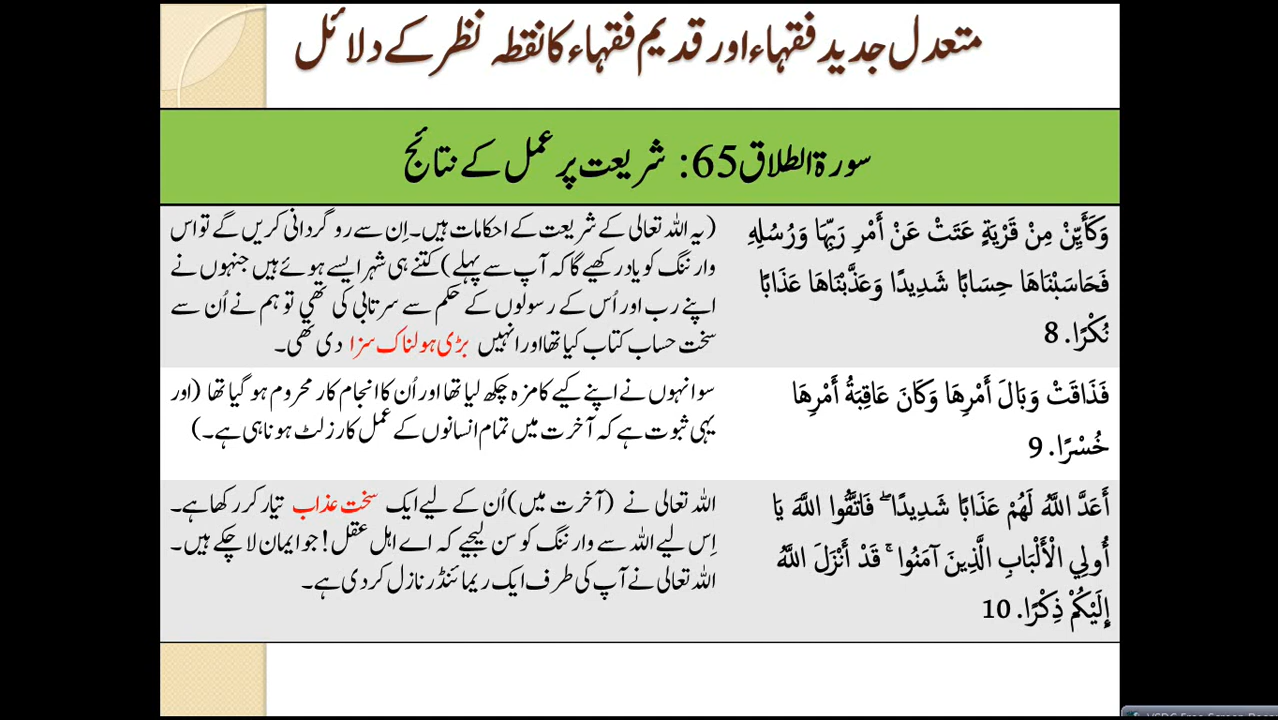 متعدل جدید فقہاء اور قدیم فقہاء کا نقطہ نظر کے دلائل
سورۃ الطلاق 65: شریعت پر عمل کے نتائج
وَكَأَيِّنْ مِنْ قَرْيَةٍ عَتَتْ عَنْ أَمْرِ رَبِّهَا وَرُسُلِهِ
فَحَاسَبْنَاهَا حِسَابًا شَدِيدًا وَعَذَّبْنَاهَا عَذَابًا
نُكْرًا. 8
(یہ اللہ تعالی کے شریعت کے احکامات ہیں۔ اِن سے رو گردانی کریں گے تو اس
وارننگ کو یاد رکھیے گا کہ آپ سے پہلے) کتنے ہی شہر ایسے ہوئے ہیں جنہوں نے
اپنے رب اور اُس کے رسولوں کے حکم سے سرتابی کی تھی تو ہم نے اُن سے
سخت حساب کتاب کیا تھا اور انہیں بڑی ہولناک سزا دی تھی۔
فَذَاقَتْ وَبَالَ أَمْرِهَا وَكَانَ عَاقِبَةُ أَمْرِهَا
خُسْرًا. 9
سو انہوں نے اپنے کیے کا مزہ چکھ لیا تھا اور اُن کا انجام کار محروم ہو گیا تھا (اور
یہی ثبوت ہے کہ آخرت میں تمام انسانوں کے عمل کا رزلٹ ہونا ہی ہے۔)
أَعَدَّ اللَّهُ لَهُمْ عَذَابًا شَدِيدًا ۖ فَاتَّقُوا اللَّهَ يَا
أُولِي الْأَلْبَابِ الَّذِينَ آمَنُوا ۚ قَدْ أَنْزَلَ اللَّهُ
إِلَيْكُمْ ذِكْرًا. 10
اللہ تعالی نے (آخرت میں) اُن کے لیے ایک سخت عذاب تیار کر رکھا ہے۔
اِس لیے اللہ سے وارننگ کو سن لیجیے کہ اے اہل عقل! جو ایمان لا چکے ہیں۔
اللہ تعالی نے آپ کی طرف ایک ریمائنڈر نازل کر دی ہے۔